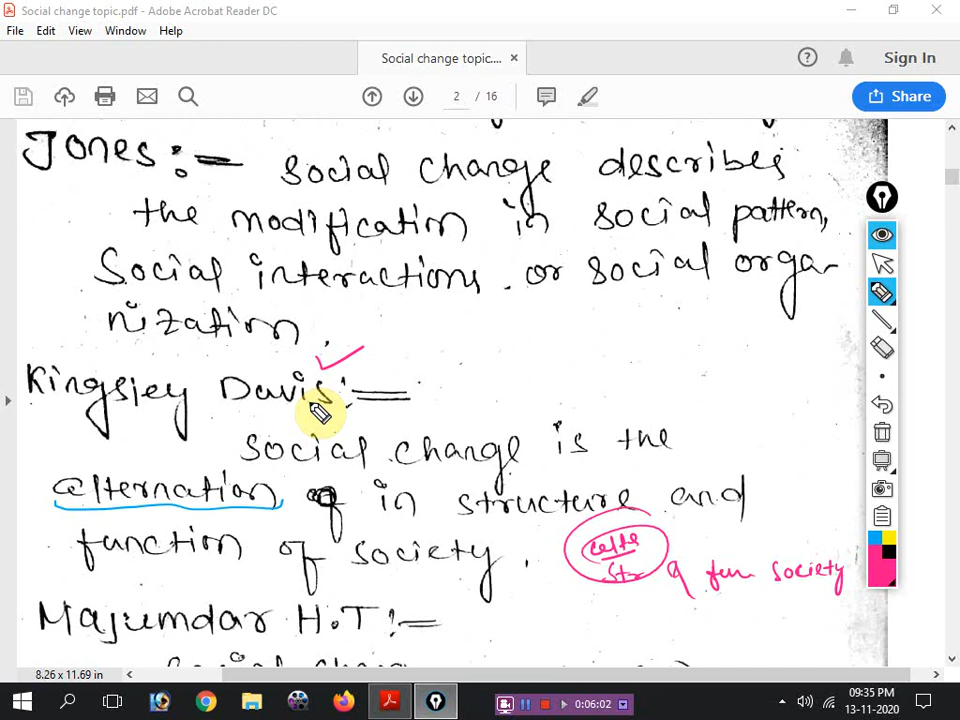 Social change topic.pdf - Adobe Acrobat Reader DC
File Edit View Window Help
Social change topic.... ×
Sign In
2 / 16
Share
Jones:-
Social change describes
the modification in social pattern,
Social interactions. or social orga-
nization.
Kingsley Davis:=
Social change is the
alternation of in structure and
function of society.
Str of fun society
Majumdar H.T:=
Social change
8.26 x 11.69 in
0:06:02
09:35 PM
13-11-2020